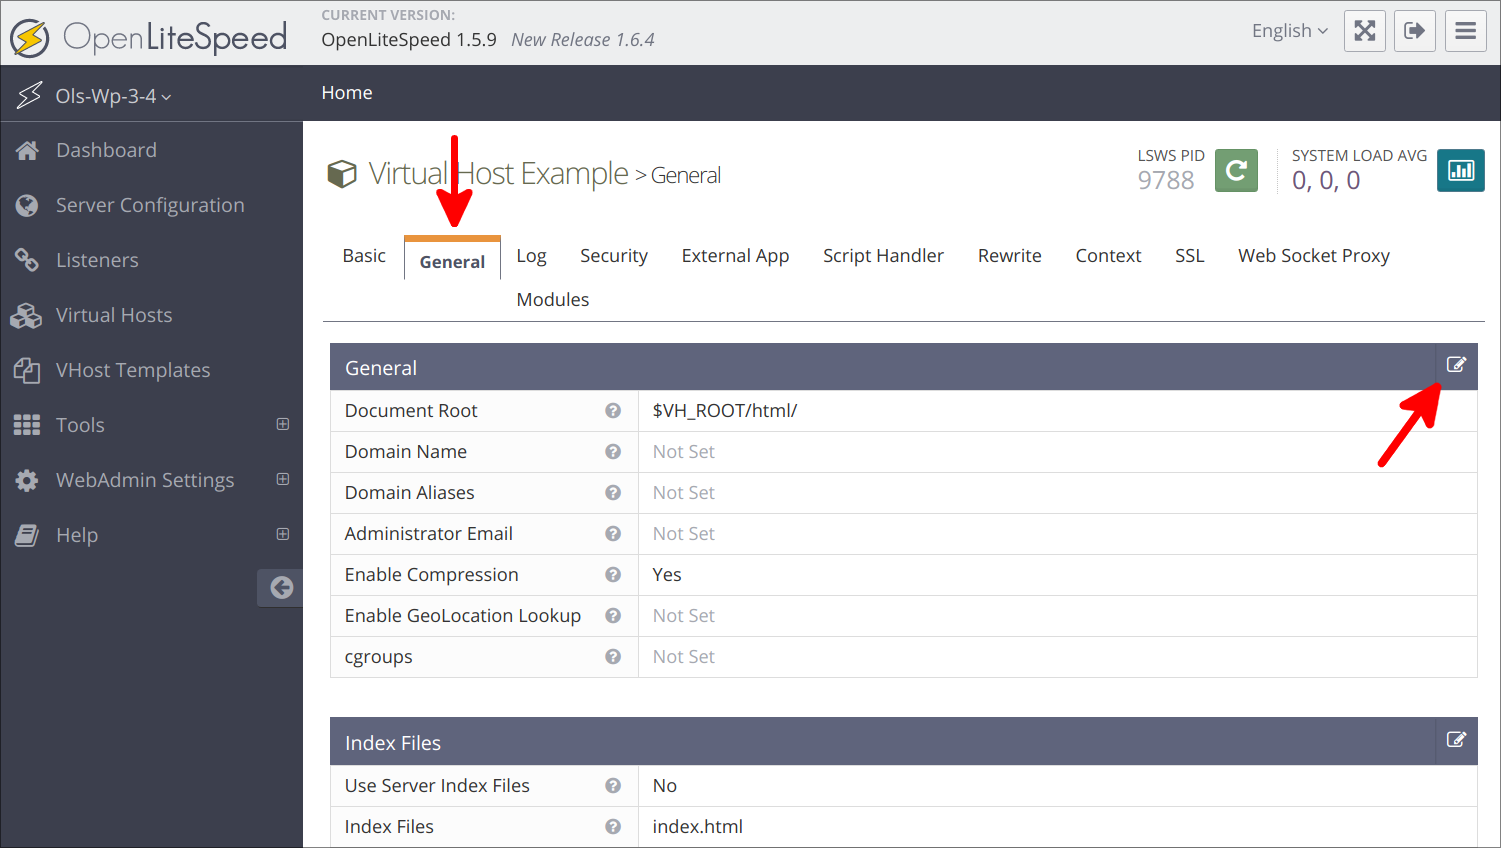 OpenLiteSpeed
CURRENT VERSION:
OpenLiteSpeed 1.5.9 New Release 1.6.4
English
Ols-Wp-3-4
Home
Dashboard
Server Configuration
Listeners
Virtual Hosts
VHost Templates
Tools
WebAdmin Settings
Help
Virtual Host Example > General
LSWS PID
9788
SYSTEM LOAD AVG
0, 0, 0
Basic General Log Security External App Script Handler Rewrite Context SSL Web Socket Proxy
Modules
General
Document Root ? $VH_ROOT/html/
Domain Name ? Not Set
Domain Aliases ? Not Set
Administrator Email ? Not Set
Enable Compression ? Yes
Enable GeoLocation Lookup ? Not Set
cgroups ? Not Set
Index Files
Use Server Index Files ? No
Index Files ? index.html